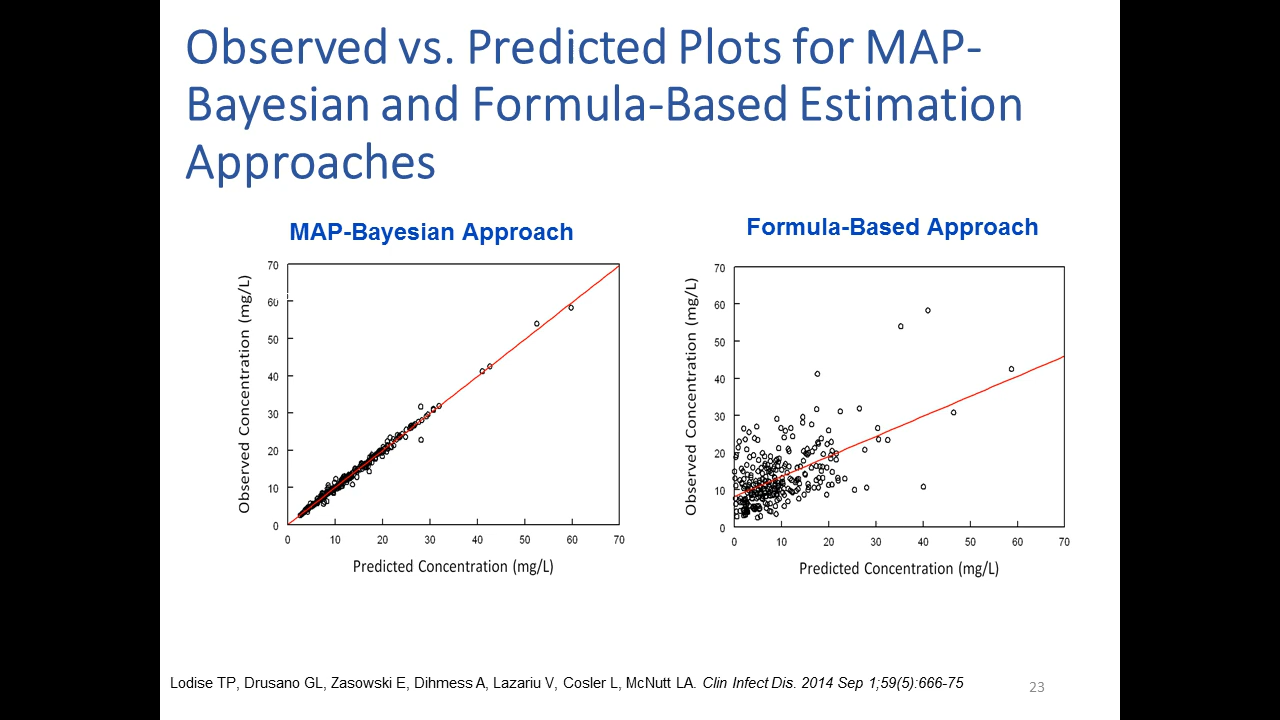 Observed vs. Predicted Plots for MAP-
Bayesian and Formula-Based Estimation
Approaches
MAP-Bayesian Approach
Observed Concentration (mg/L)
70
60
50
40
30
20
10
0
0 10 20 30 40 50 60 70
Predicted Concentration (mg/L)
Formula-Based Approach
Observed Concentration (mg/L)
70
60
50
40
30
20
10
0
0 10 20 30 40 50 60 70
Predicted Concentration (mg/L)
Lodise TP, Drusano GL, Zasowski E, Dihmess A, Lazariu V, Cosler L, McNutt LA. Clin Infect Dis. 2014 Sep 1;59(5):666-75
23